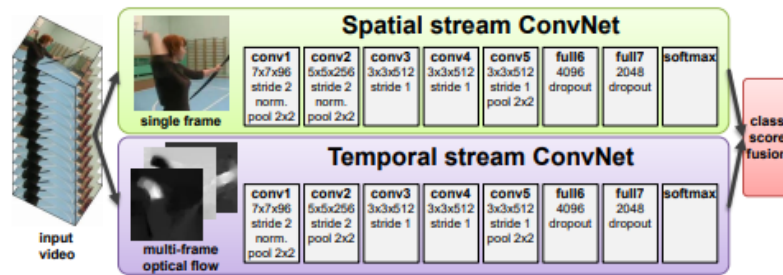 Spatial stream ConvNet
conv1
7x7x96
stride 2
norm.
pool 2x2
conv2
5x5x256
stride 2
norm.
pool 2x2
conv3
3x3x512
stride 1
conv4
3x3x512
stride 1
conv5
3x3x512
stride 1
pool 2x2
full6
4096
dropout
full7
2048
dropout
softmax
single frame
Temporal stream ConvNet
conv1
7x7x96
stride 2
norm.
pool 2x2
conv2
5x5x256
stride 2
pool 2x2
conv3
3x3x512
stride 1
conv4
3x3x512
stride 1
conv5
3x3x512
stride 1
pool 2x2
full6
4096
dropout
full7
2048
dropout
softmax
input
video
multi-frame
optical flow
class
score
fusion